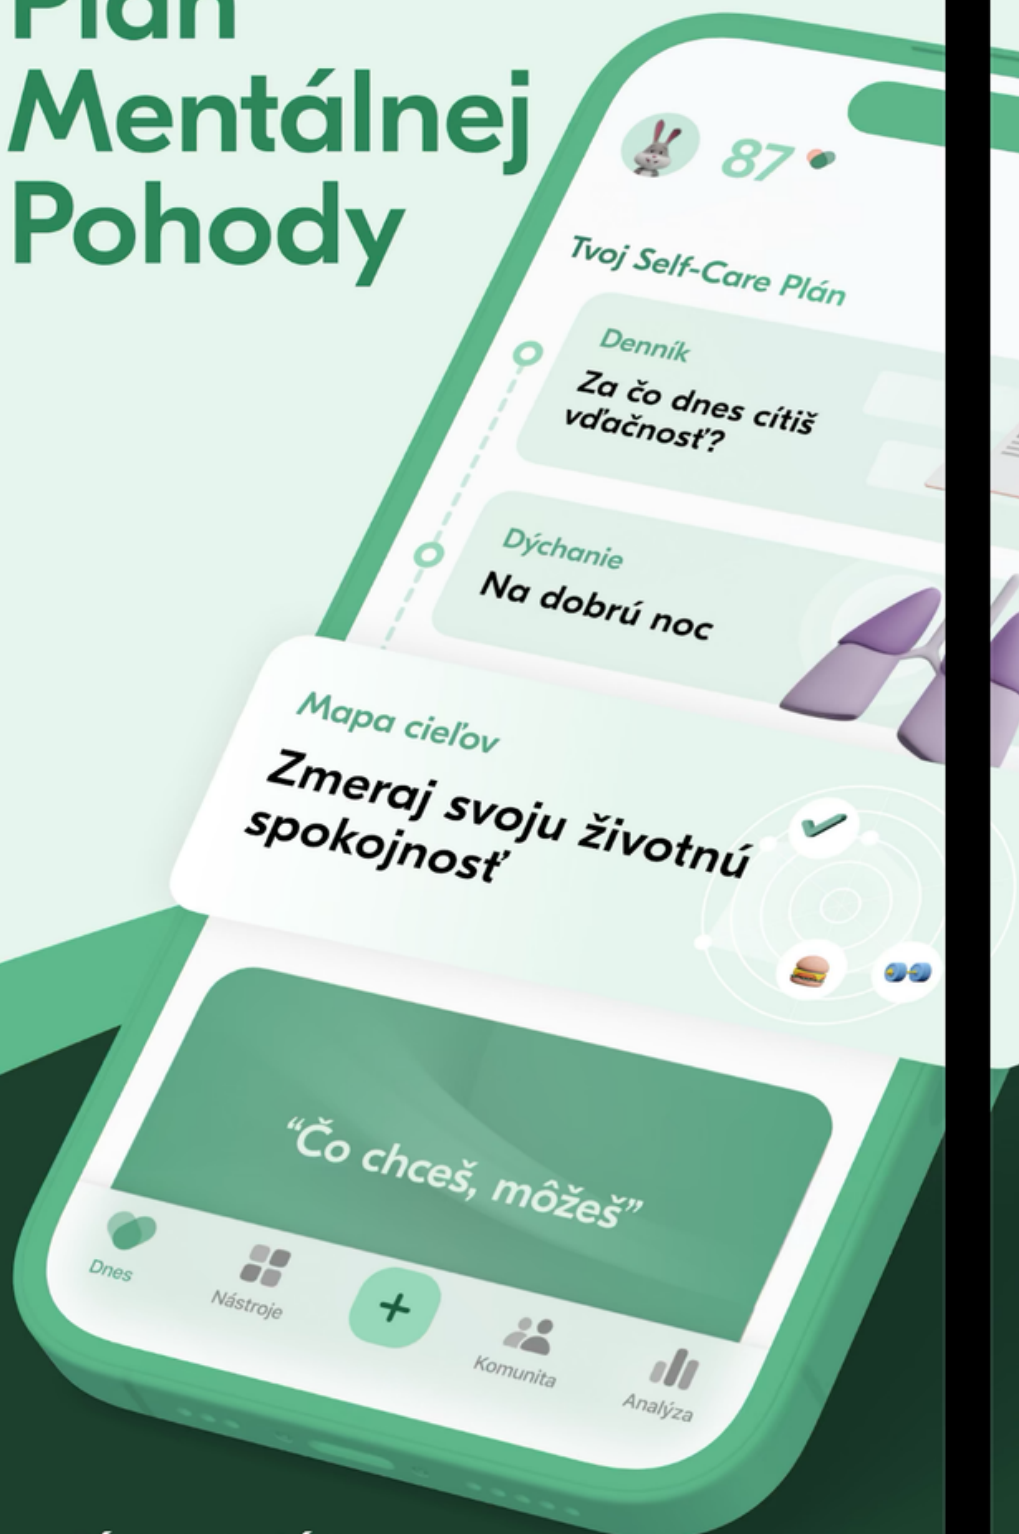 Plán
Mentálnej
Pohody
87
Tvoj Self-Care Plán
Denník
Za čo dnes cítiš
vďačnosť?
Dýchanie
Na dobrú noc
Mapa cieľov
Zmeraj svoju životnú
spokojnosť
“Čo chceš, môžeš”
Dnes
Nástroje
Komunita
Analýza